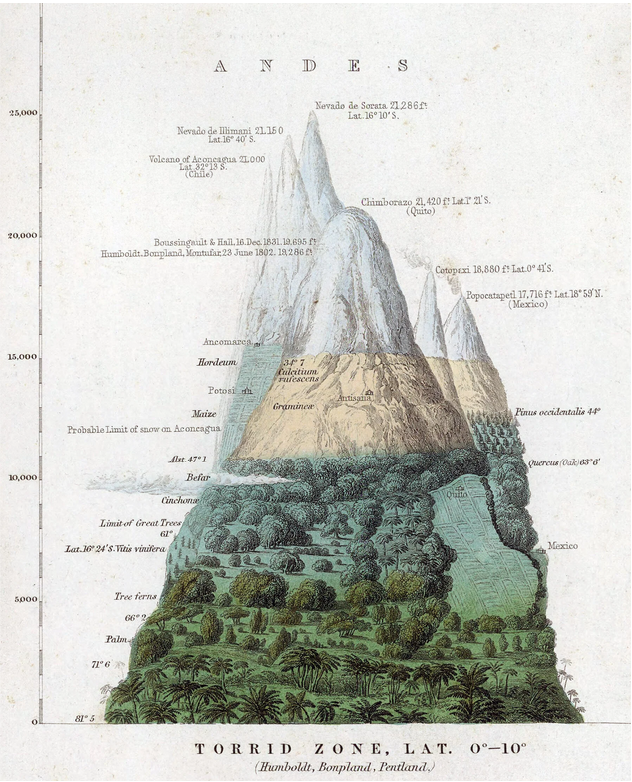 ANDES
25,000
Nevado de Sorata 21,286 ft
Lat. 16° 10' S.
Nevado de Illimani 21,150
Lat. 16° 40' S.
Volcano of Aconcagua 21,000
Lat. 32° 13 S.
(Chile)
Chimborazo 21,420 ft Lat. 1° 21' S.
(Quito)
20,000
Boussingault & Hall, 16. Dec. 1831. 19,695 ft
Humboldt. Bonpland, Montufar, 23 June 1802. 19,286 ft
Cotopaxi 18,880 ft Lat. 0° 41' S.
Popocatapetl 17,716 ft Lat. 18° 59' N.
(Mexico)
Ancomarca
15,000
Hordeum
34° 7
Culcitium
rufescens
Potosi
Antisana
Maize
Gramineæ
Pinus occidentalis 44°
Probable Limit of snow on Aconcagua
Alst. 47° 1
Quercus (Oak) 63° 6'
10,000
Befar
Quito
Cinchonæ
Limit of Great Trees
61°
Lat. 16° 24' S. Vitis vinifera
Mexico
5,000
Tree ferns
66° 2
Palm
71° 6
0
81° 5
TORRID ZONE, LAT. 0°–10°
(Humboldt, Bonpland, Pentland.)